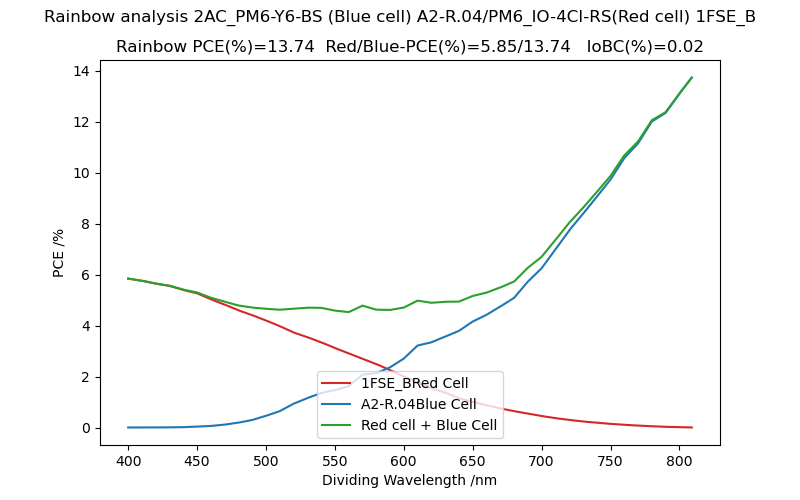 Rainbow analysis 2AC_PM6-Y6-BS (Blue cell) A2-R.04/PM6_IO-4Cl-RS(Red cell) 1FSE_B
Rainbow PCE(%)=13.74  Red/Blue-PCE(%)=5.85/13.74   IoBC(%)=0.02
14
12
10
8
6
4
2
0
PCE /%
1FSE_BRed Cell
A2-R.04Blue Cell
Red cell + Blue Cell
400 450 500 550 600 650 700 750 800
Dividing Wavelength /nm